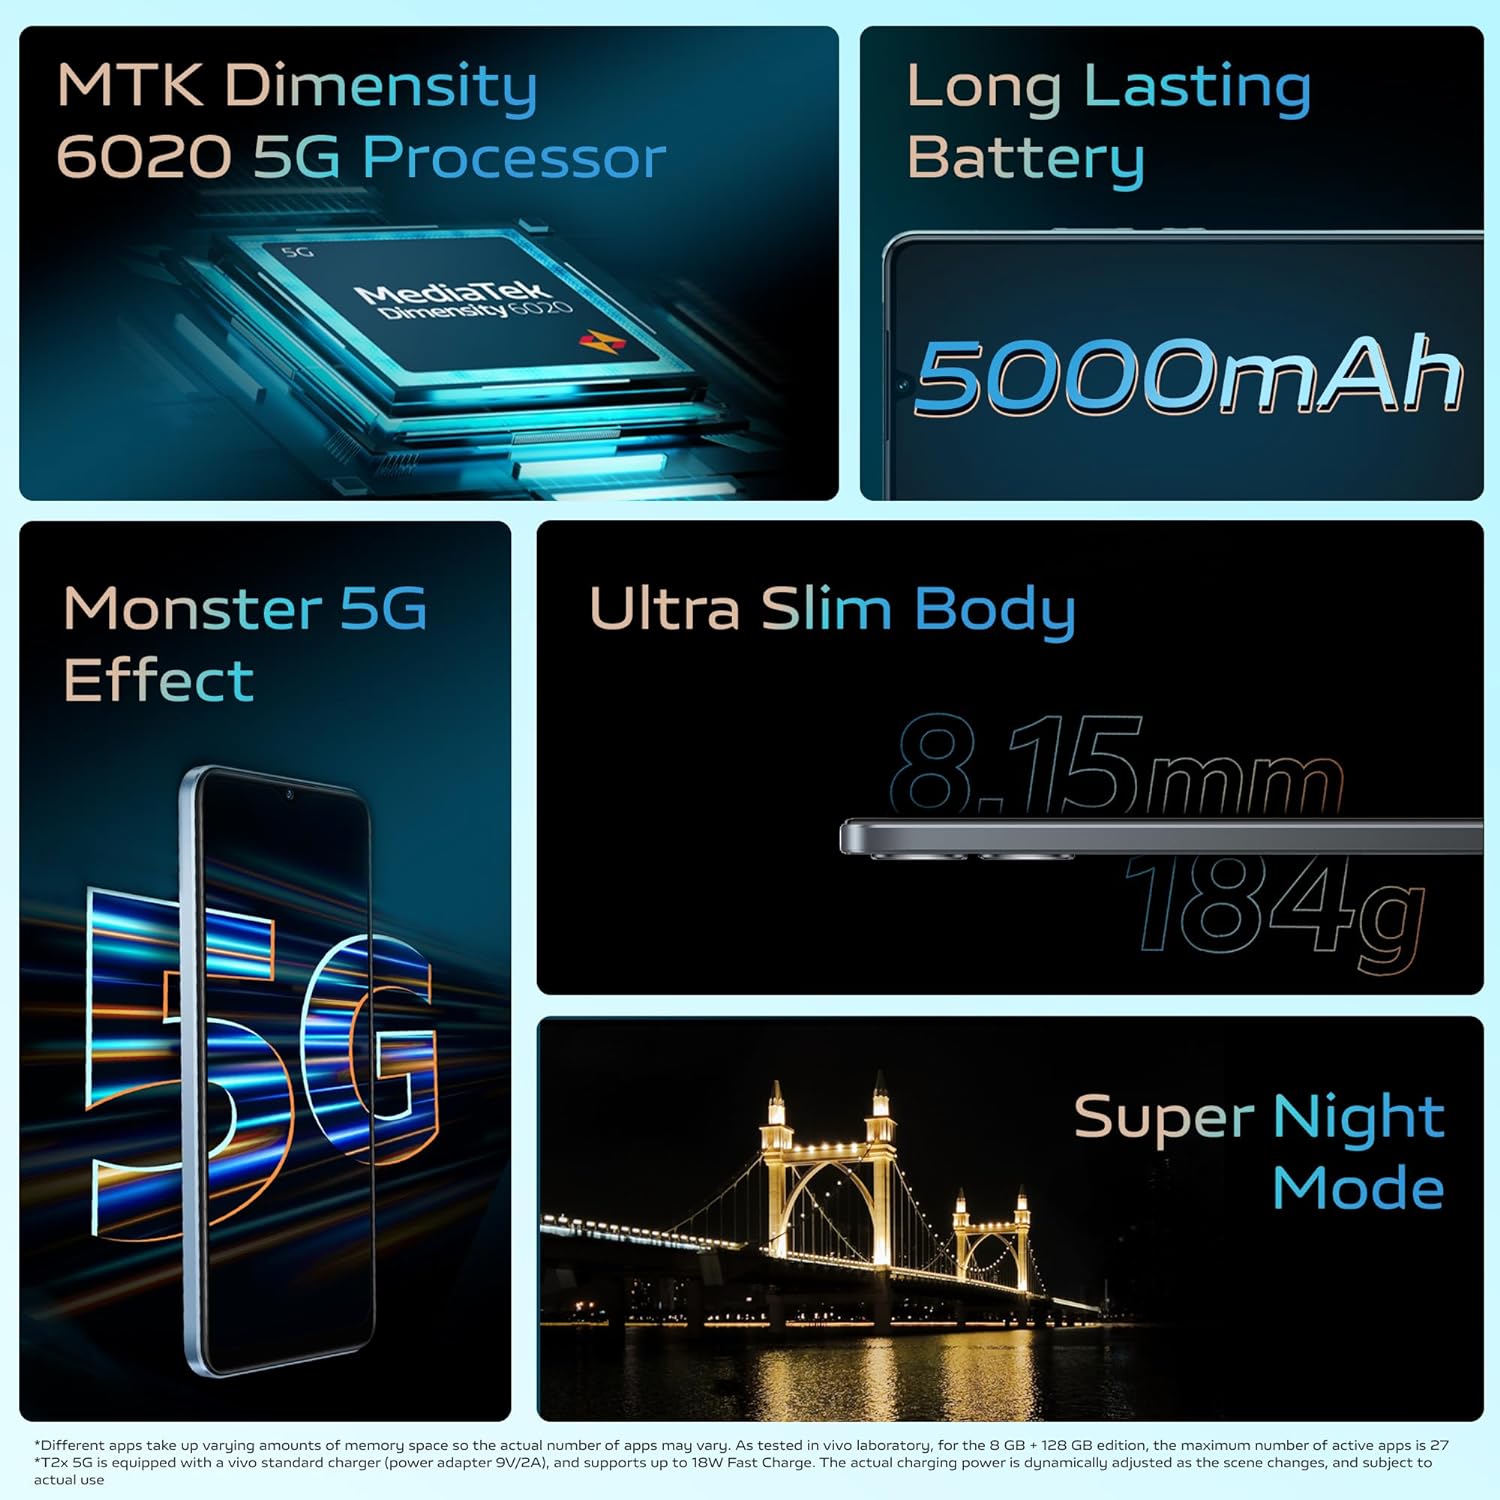 MTK Dimensity
6020 5G Processor
5G
MediaTek
Dimensity 6020
Long Lasting
Battery
5000mAh
Monster 5G
Effect
5G
Ultra Slim Body
8.15mm
184g
Super Night
Mode
*Different apps take up varying amounts of memory space so the actual number of apps may vary. As tested in vivo laboratory, for the 8 GB + 128 GB edition, the maximum number of active apps is 27
*T2x 5G is equipped with a vivo standard charger (power adapter 9V/2A), and supports up to 18W Fast Charge. The actual charging power is dynamically adjusted as the scene changes, and subject to
actual use